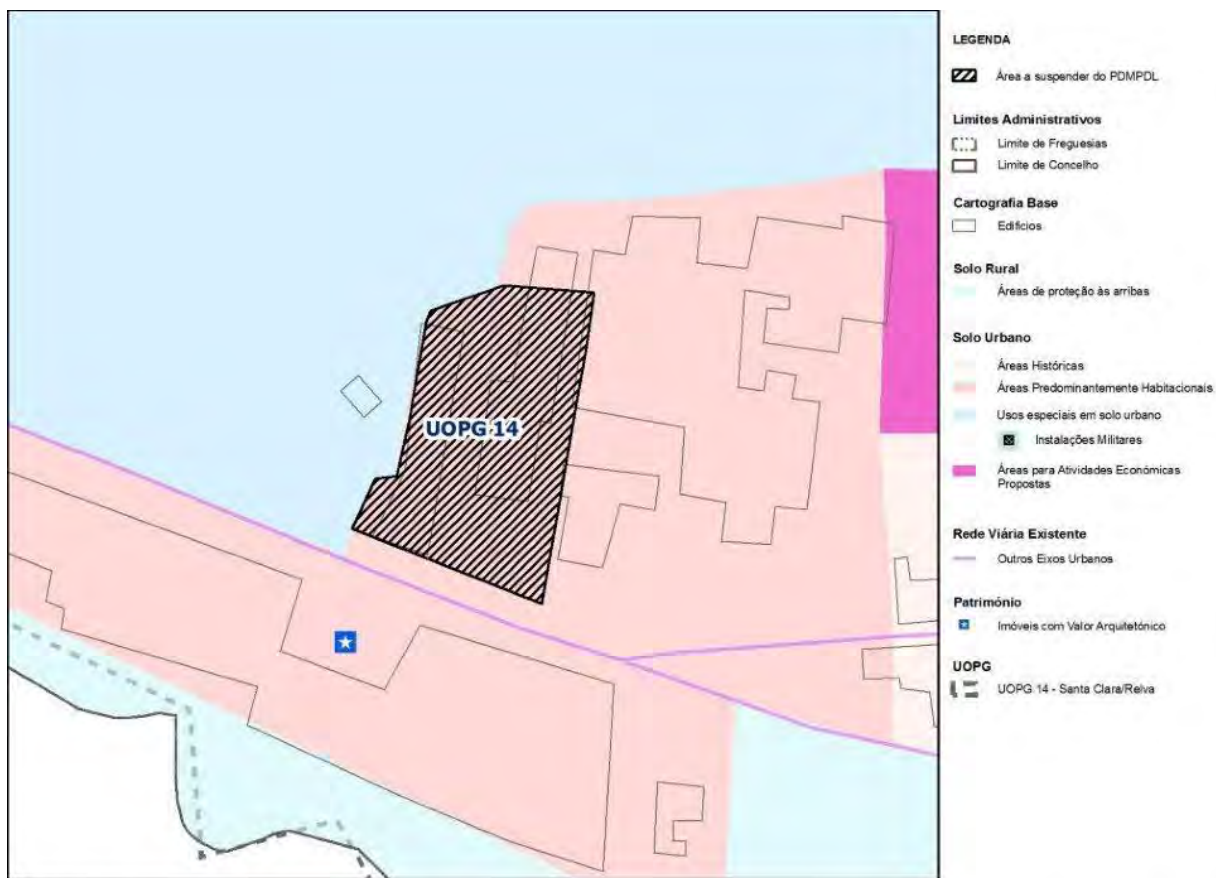 UOPG 14
LEGENDA
Área a suspender do PDMPDL
Limites Administrativos
Limite de Freguesias
Limite de Concelho
Cartografia Base
Edifícios
Solo Rural
Áreas de proteção às arribas
Solo Urbano
Áreas Históricas
Áreas Predominantemente Habitacionais
Usos especiais em solo urbano
Instalações Militares
Áreas para Atividades Económicas
Propostas
Rede Viária Existente
Outros Eixos Urbanos
Património
Imóveis com Valor Arquitetónico
UOPG
UOPG 14 - Santa Clara/Relva